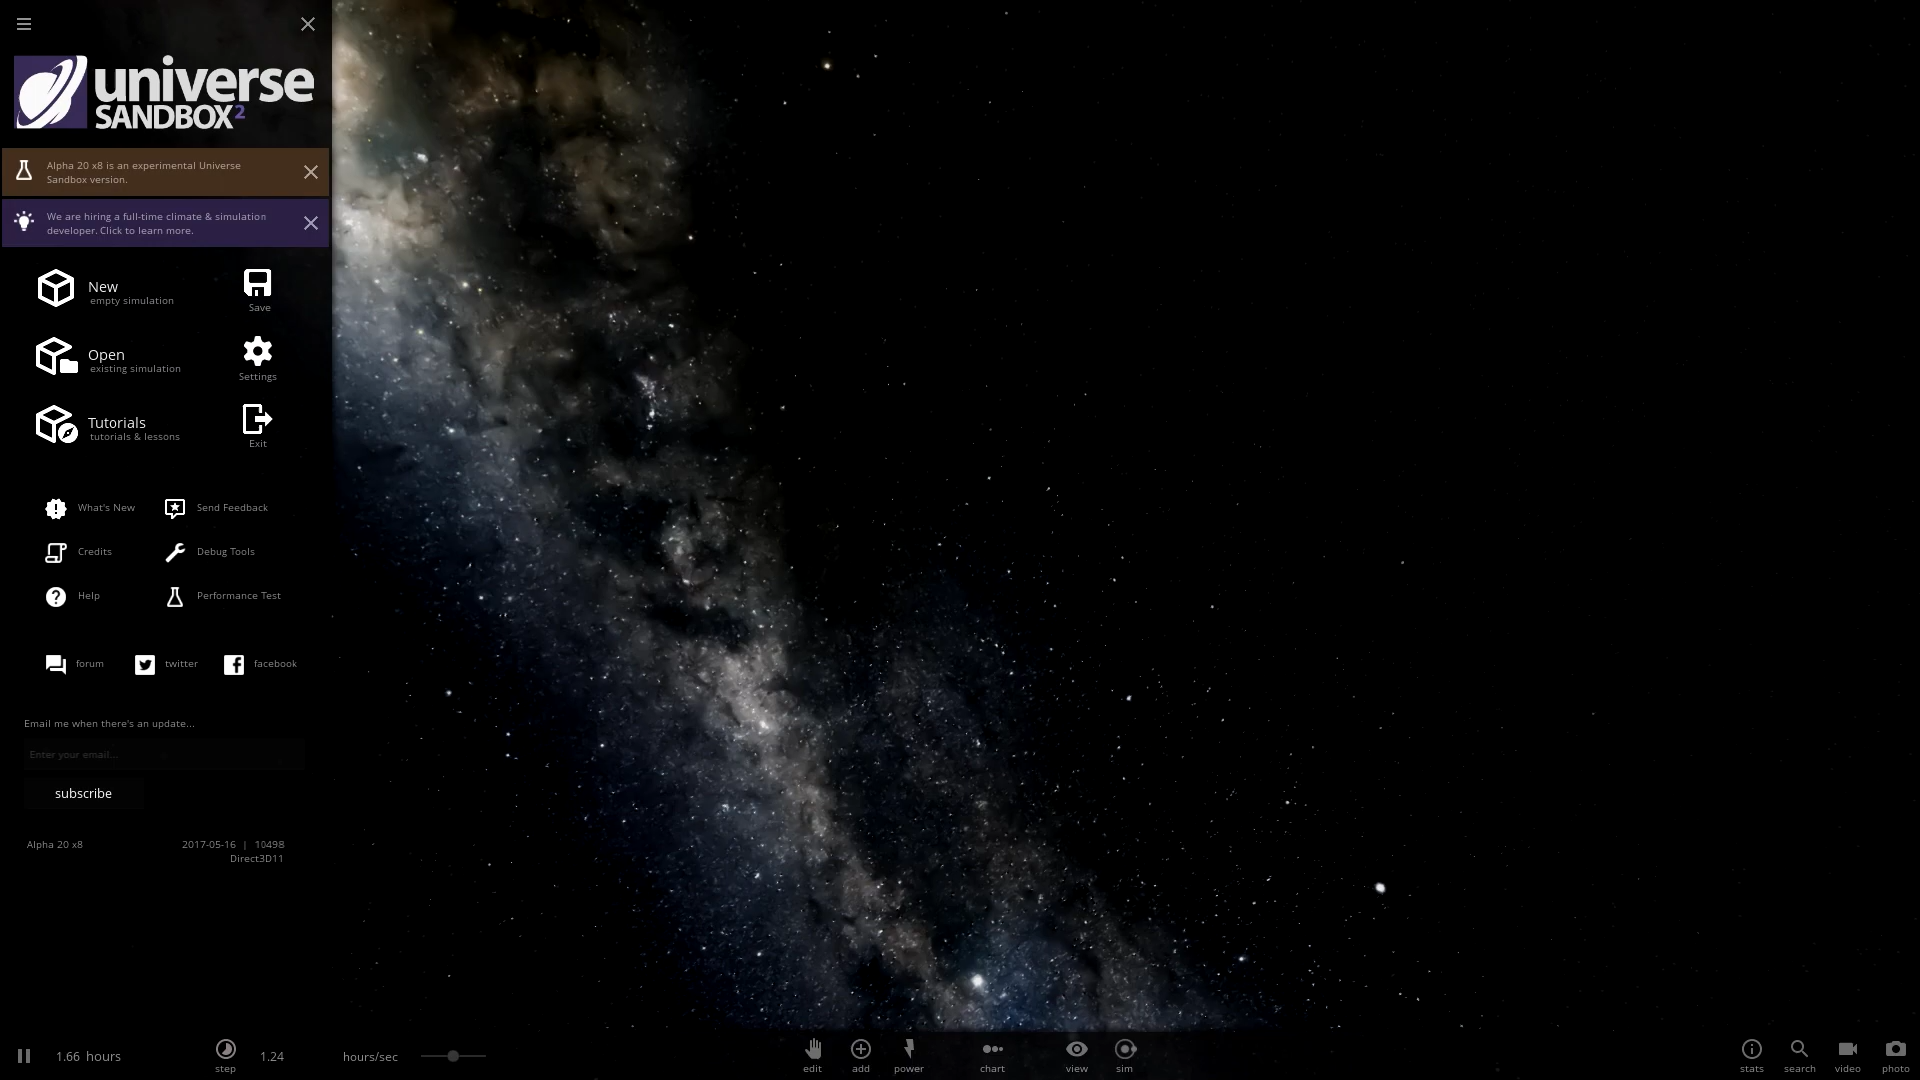 universe
SANDBOX²
Alpha 20 x8 is an experimental Universe
Sandbox version.
We are hiring a full-time climate & simulation
developer. Click to learn more.
New
empty simulation
Save
Open
existing simulation
Settings
Tutorials
tutorials & lessons
Exit
What's New
Send Feedback
Credits
Debug Tools
Help
Performance Test
forum
twitter
facebook
Email me when there's an update...
Enter your email...
subscribe
Alpha 20 x8
2017-05-16 | 10498
Direct3D11
1.66 hours
step
1.24
hours/sec
edit
add
power
chart
view
sim
stats
search
video
photo